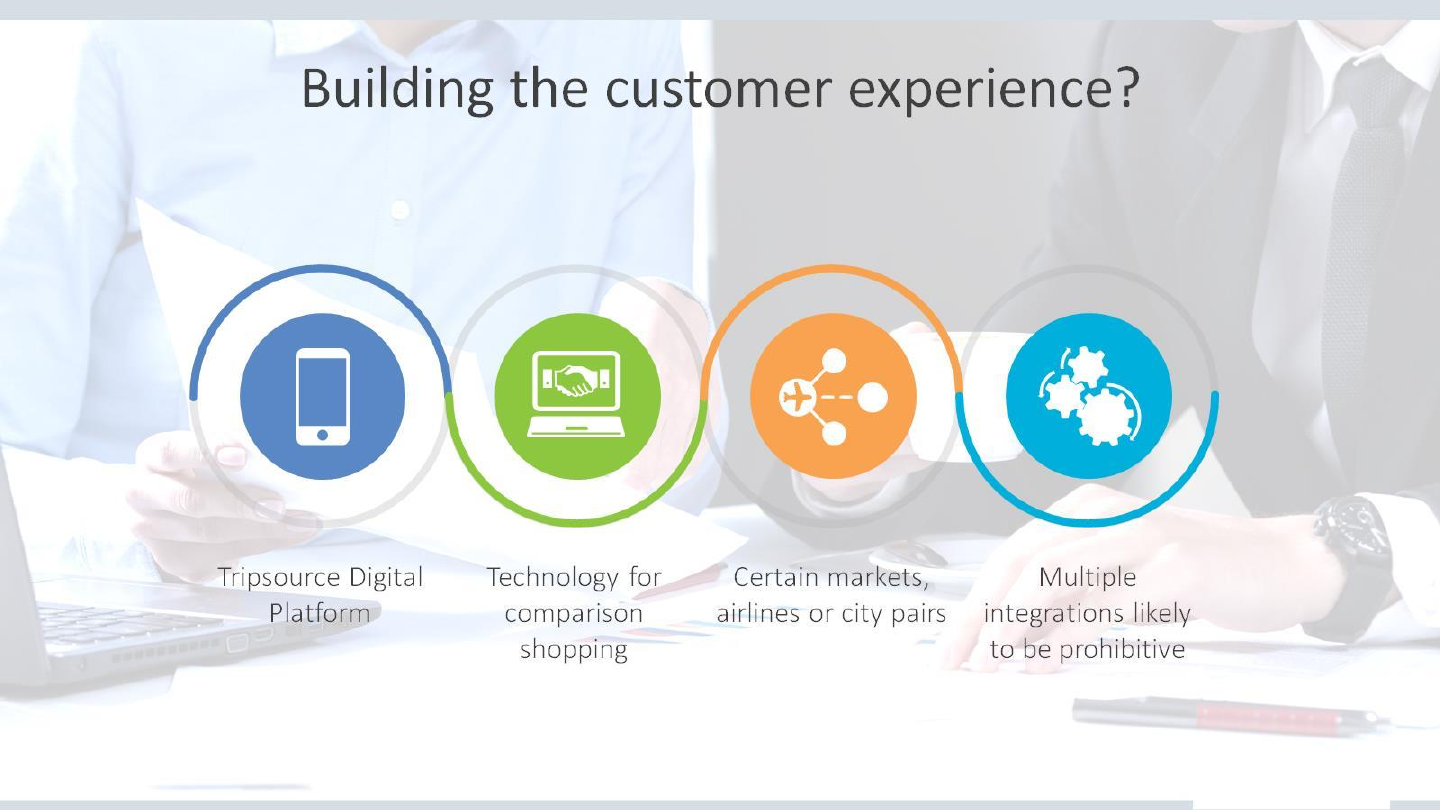 Building the customer experience?
Tripsource Digital
Platform
Technology for
comparison
shopping
Certain markets,
airlines or city pairs
Multiple
integrations likely
to be prohibitive